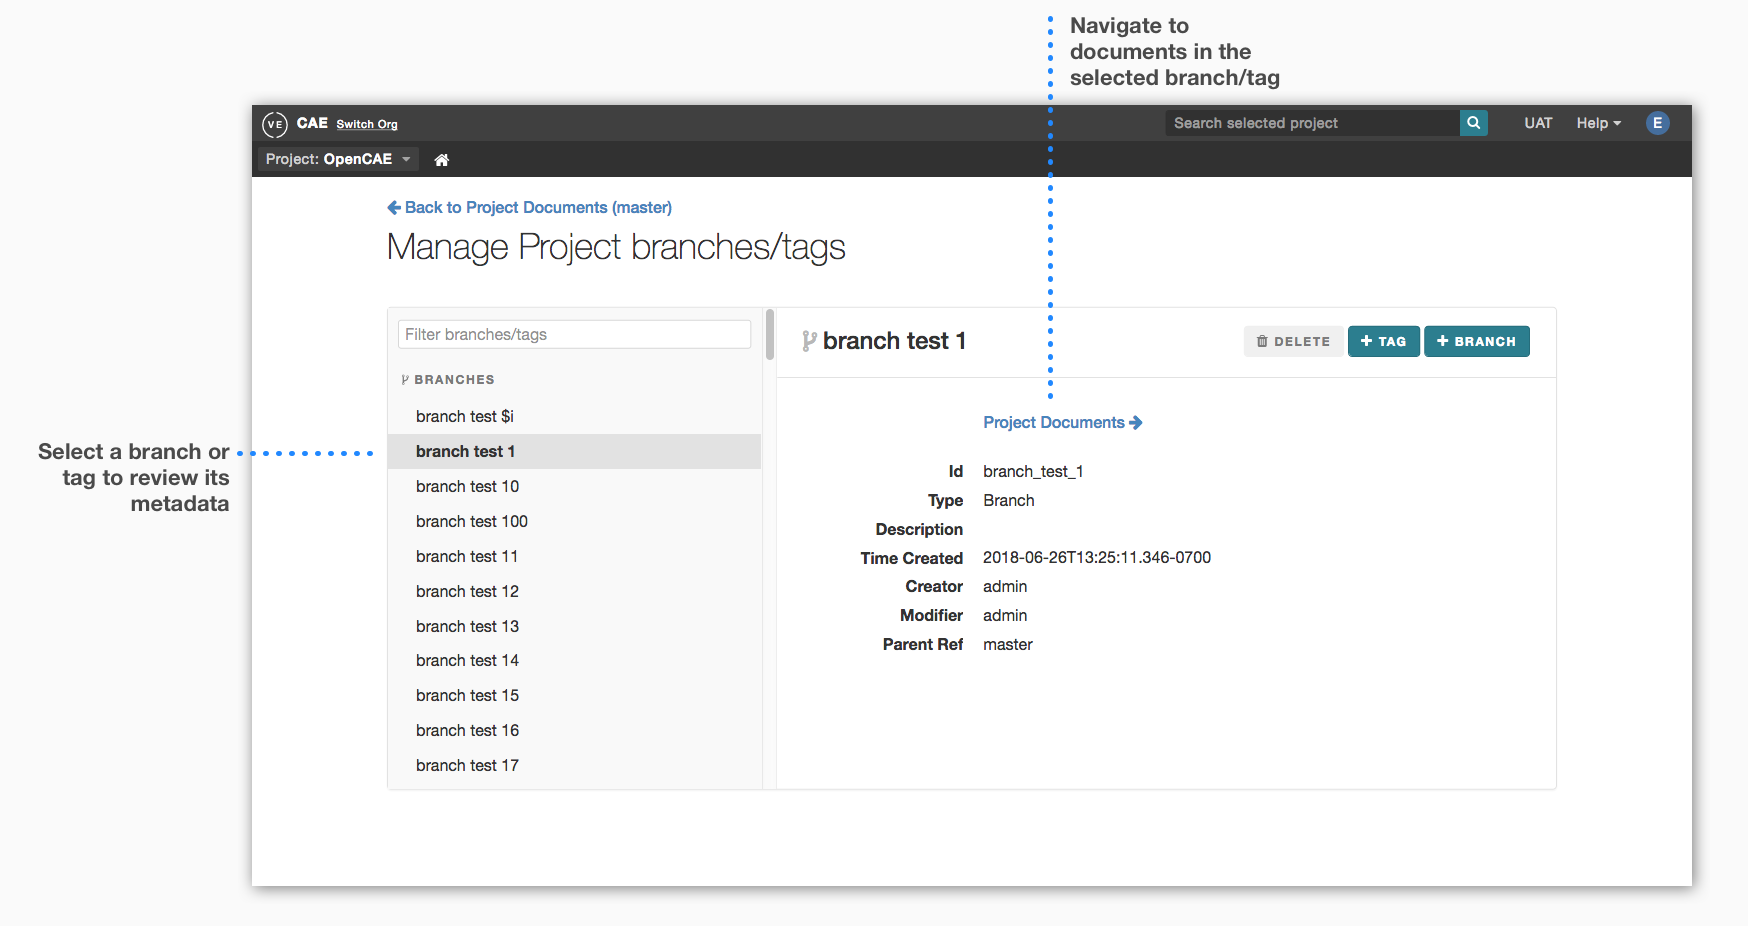 Navigate to
documents in the
selected branch/tag
VE CAE Switch Org
Search selected project
UAT Help E
Project: OpenCAE
Back to Project Documents (master)
Manage Project branches/tags
Filter branches/tags
branch test 1
DELETE + TAG + BRANCH
BRANCHES
branch test $i
branch test 1
branch test 10
branch test 100
branch test 11
branch test 12
branch test 13
branch test 14
branch test 15
branch test 16
branch test 17
Select a branch or
tag to review its
metadata
Project Documents
Id branch_test_1
Type Branch
Description
Time Created 2018-06-26T13:25:11.346-0700
Creator admin
Modifier admin
Parent Ref master